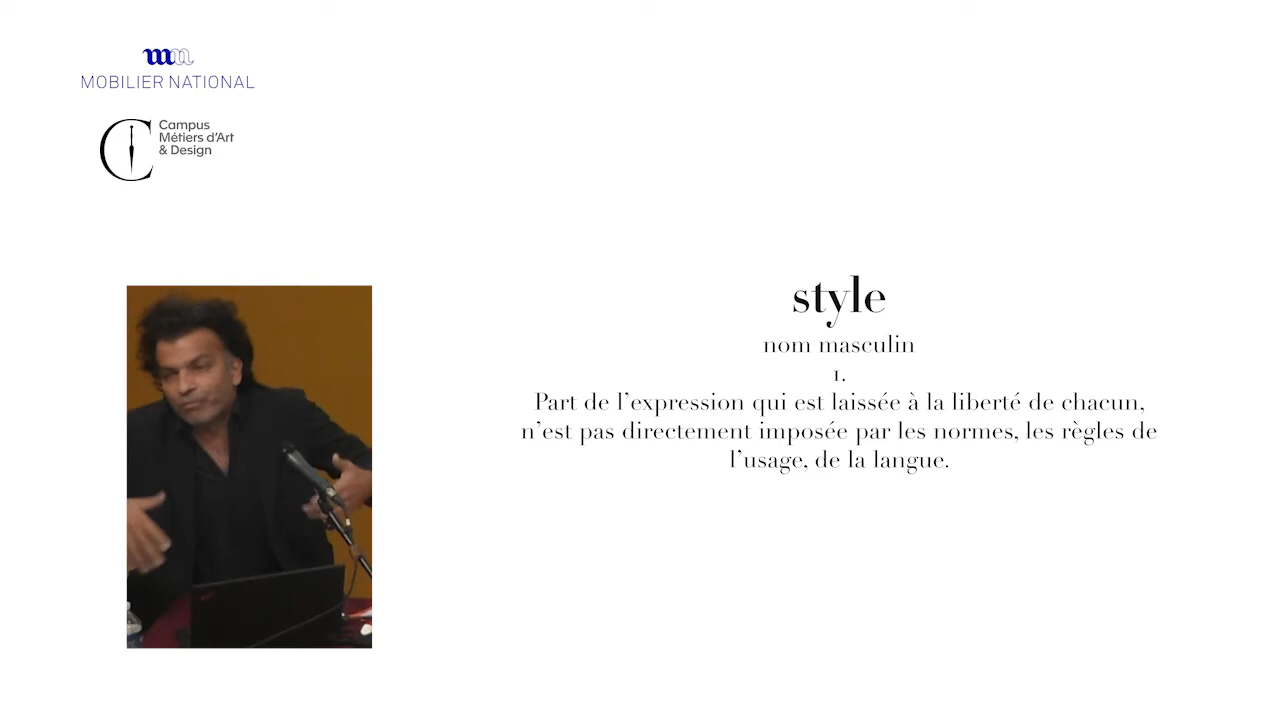 m
MOBILIER NATIONAL
Campus
Métiers d'Art
& Design
style
nom masculin
1.
Part de l’expression qui est laissée à la liberté de chacun,
n’est pas directement imposée par les normes, les règles de
l’usage, de la langue.